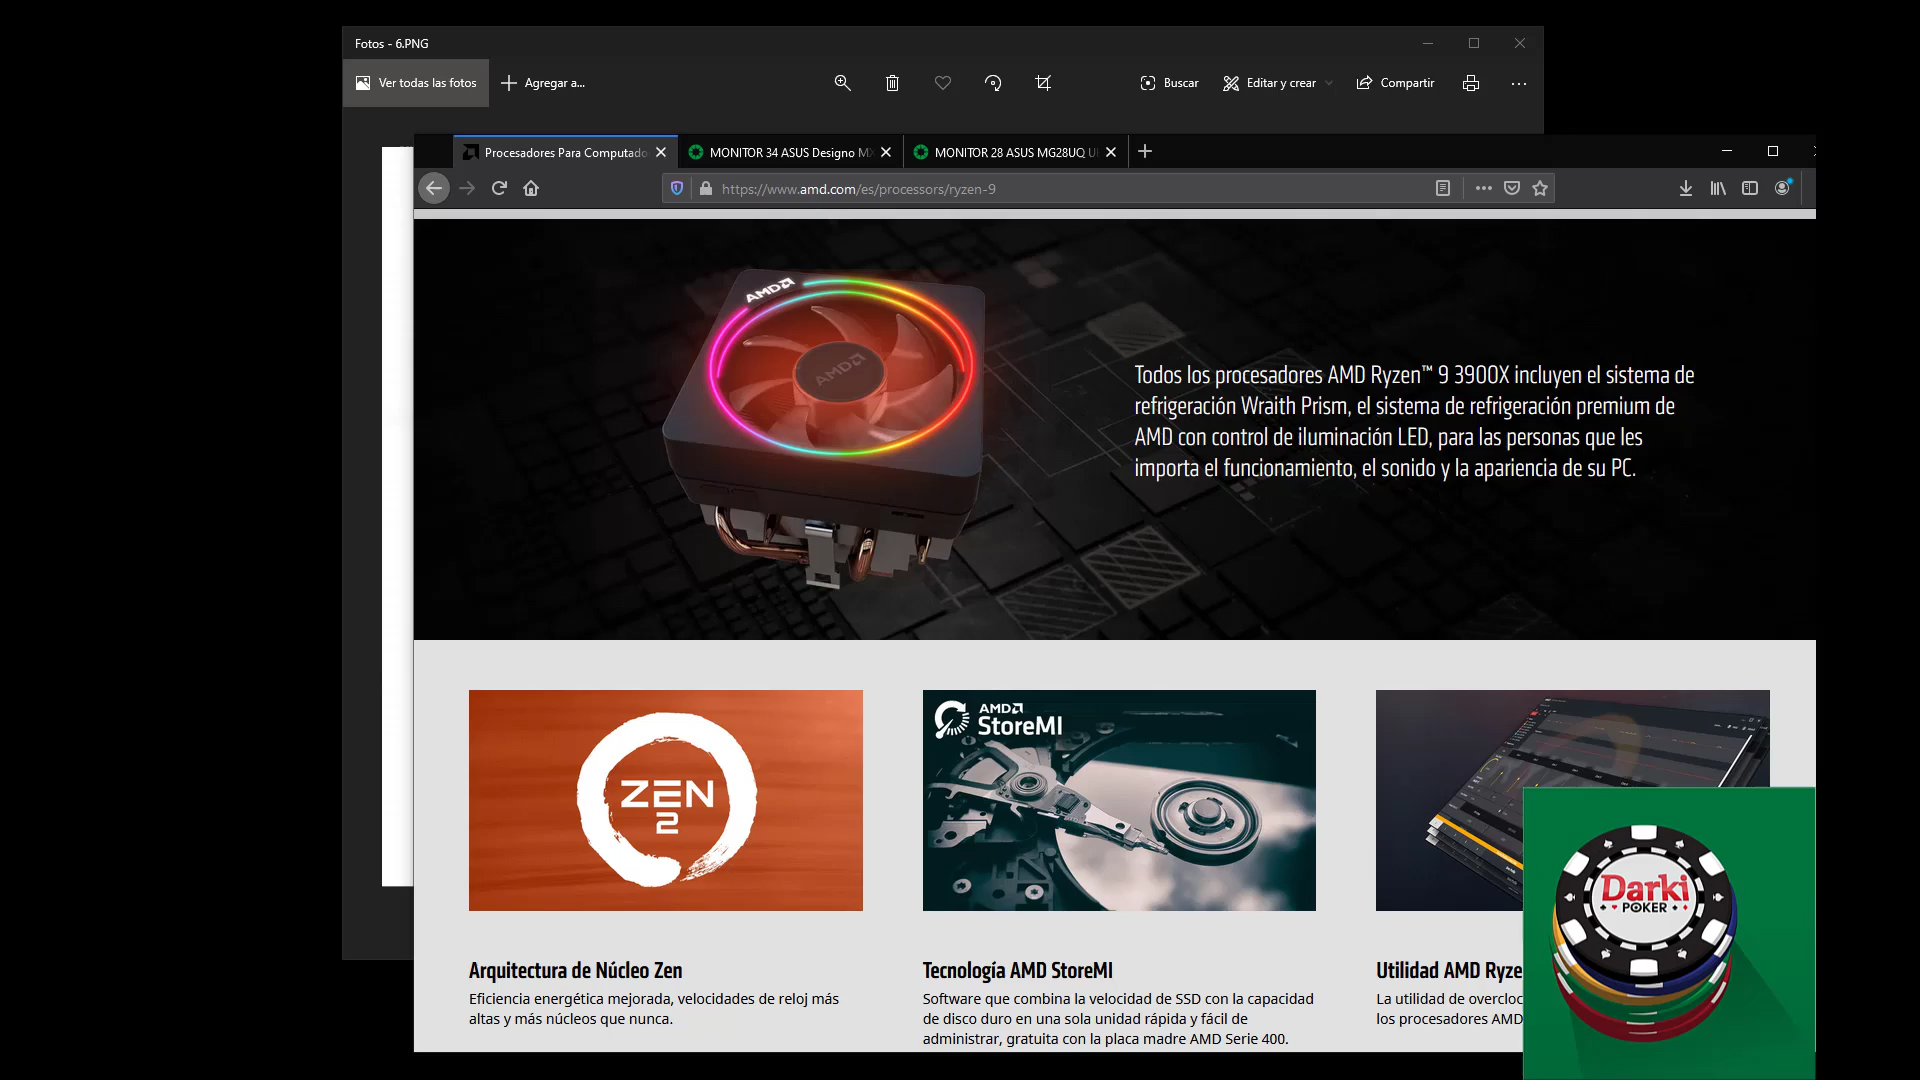 Fotos - 6.PNG
Ver todas las fotos
Agregar a...
Buscar
Editar y crear
Compartir
Procesadores Para Computado
MONITOR 34 ASUS Designo MX
MONITOR 28 ASUS MG28UQ U
https://www.amd.com/es/processors/ryzen-9
AMD
AMD
Todos los procesadores AMD Ryzen™ 9 3900X incluyen el sistema de
refrigeración Wraith Prism, el sistema de refrigeración premium de
AMD con control de iluminación LED, para las personas que les
importa el funcionamiento, el sonido y la apariencia de su PC.
ZEN
2
AMD
StoreMI
Arquitectura de Núcleo Zen
Eficiencia energética mejorada, velocidades de reloj más
altas y más núcleos que nunca.
Tecnología AMD StoreMI
Software que combina la velocidad de SSD con la capacidad
de disco duro en una sola unidad rápida y fácil de
administrar, gratuita con la placa madre AMD Serie 400.
Utilidad AMD Ryze
La utilidad de overcloc
los procesadores AMD
Darki
POKER